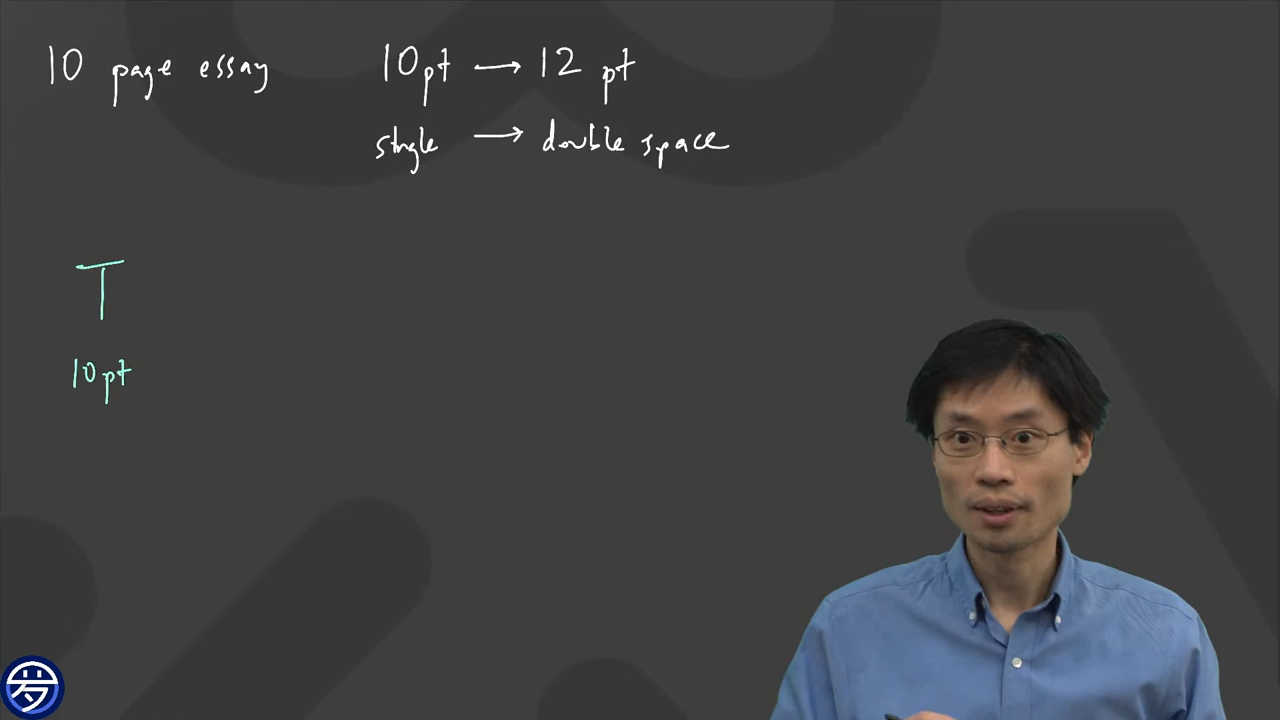 10 page essay 10pt → 12 pt
single → double space
T
10pt